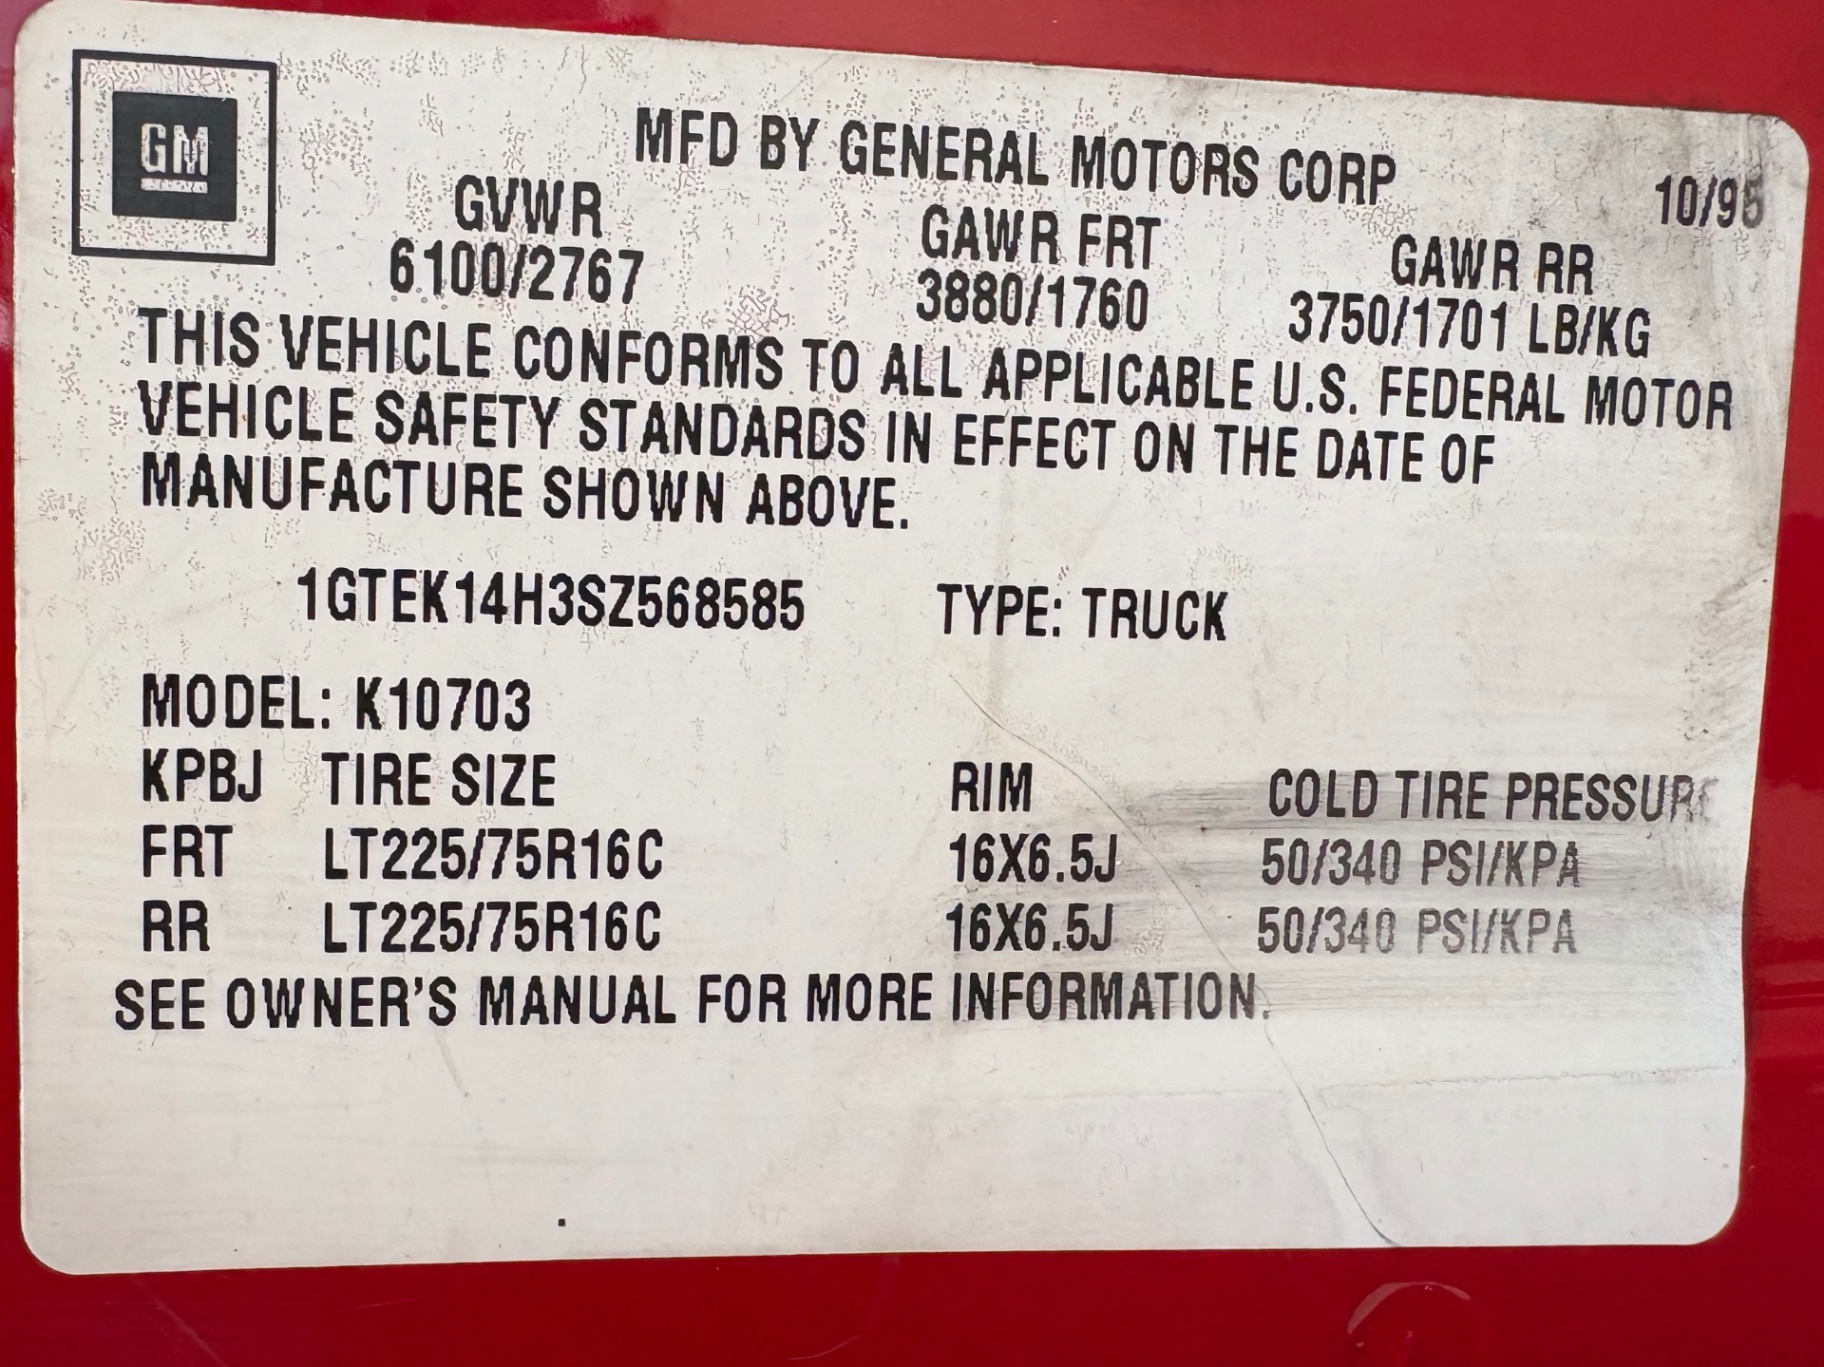 GM
MFD BY GENERAL MOTORS CORP
10/95
GVWR
GAWR FRT
GAWR RR
6100/2767
3880/1760
3750/1701 LB/KG
THIS VEHICLE CONFORMS TO ALL APPLICABLE U.S. FEDERAL MOTOR
VEHICLE SAFETY STANDARDS IN EFFECT ON THE DATE OF
MANUFACTURE SHOWN ABOVE.
1GTEK14H3SZ568585 TYPE: TRUCK
MODEL: K10703
KPBJ TIRE SIZE RIM COLD TIRE PRESSURE
FRT LT225/75R16C 16X6.5J 50/340 PSI/KPA
RR LT225/75R16C 16X6.5J 50/340 PSI/KPA
SEE OWNER'S MANUAL FOR MORE INFORMATION.